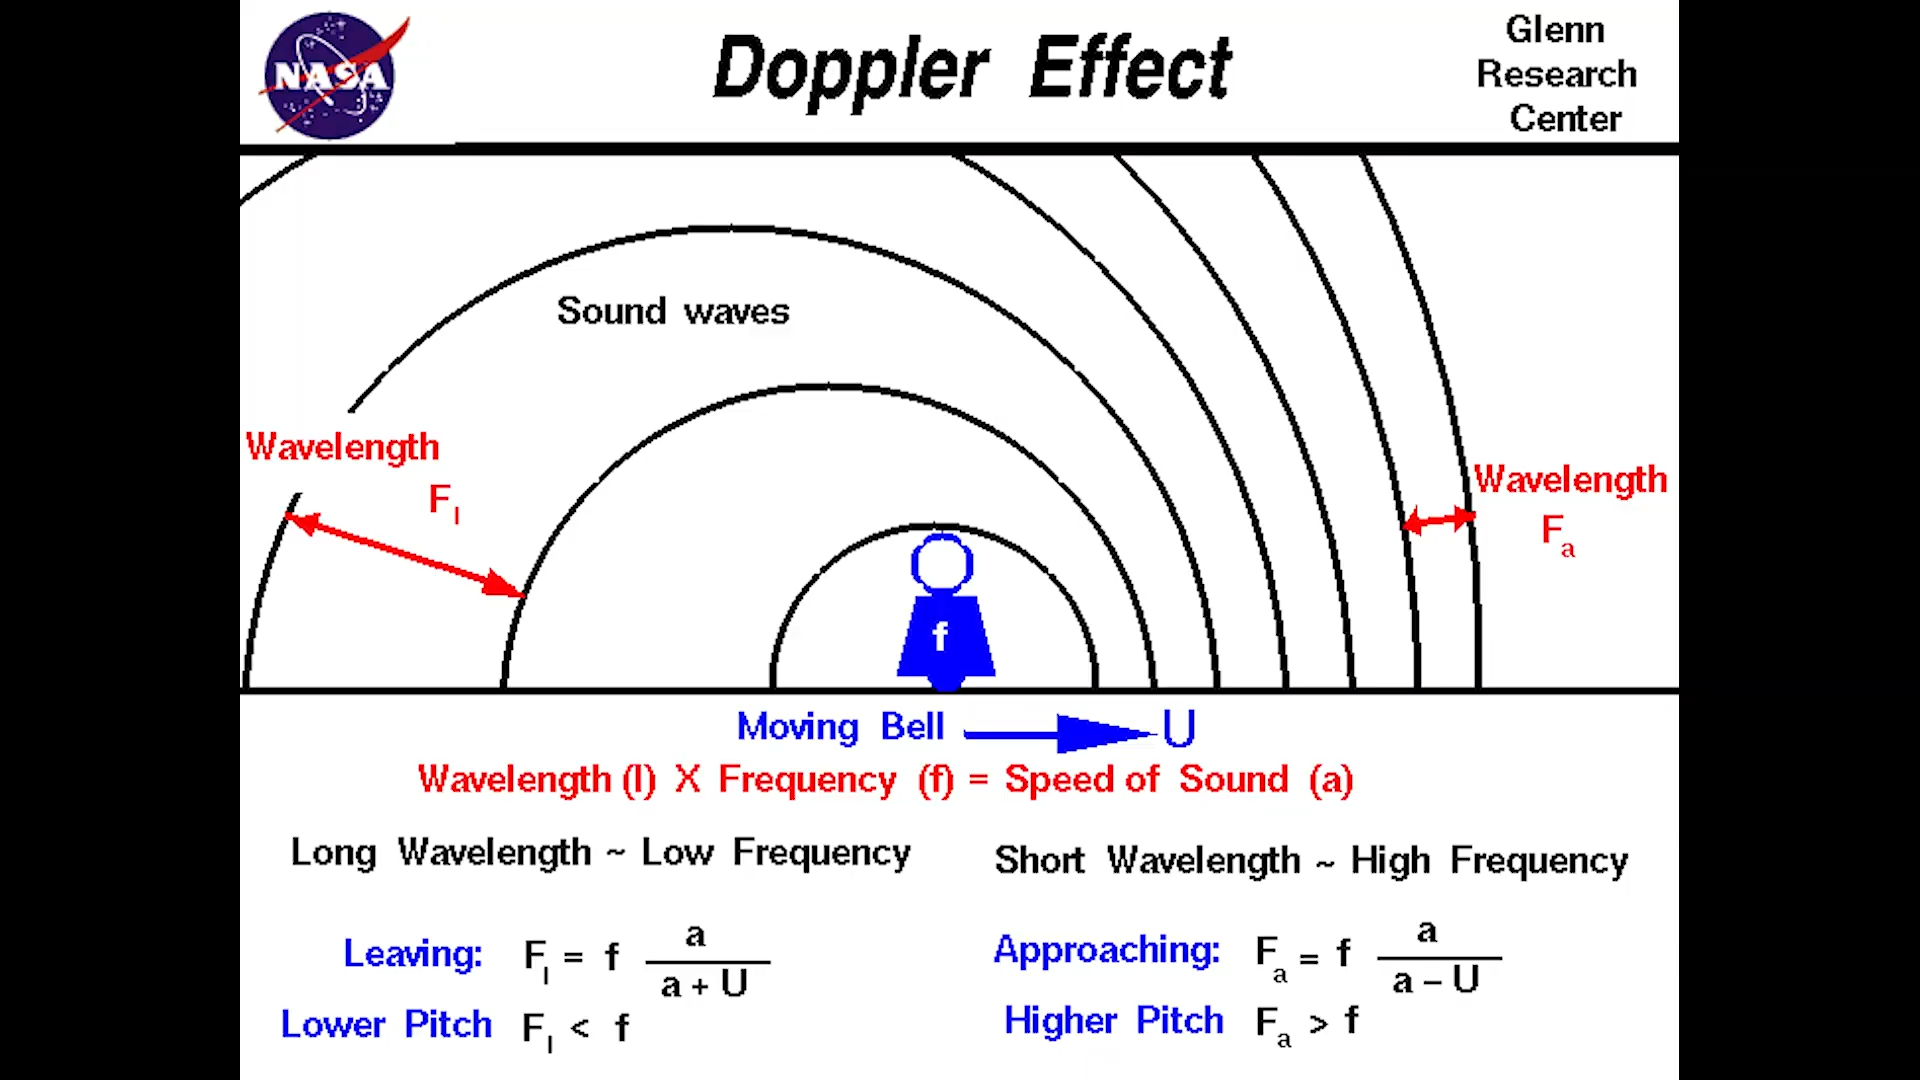 NASA
Doppler Effect
Glenn
Research
Center
Sound waves
Wavelength
Fl
Wavelength
Fa
f
Moving Bell U
Wavelength (l) X Frequency (f) = Speed of Sound (a)
Long Wavelength ~ Low Frequency
Short Wavelength ~ High Frequency
Leaving: Fl = f a / a + U
Lower Pitch Fl < f
Approaching: Fa = f a / a – U
Higher Pitch Fa > f